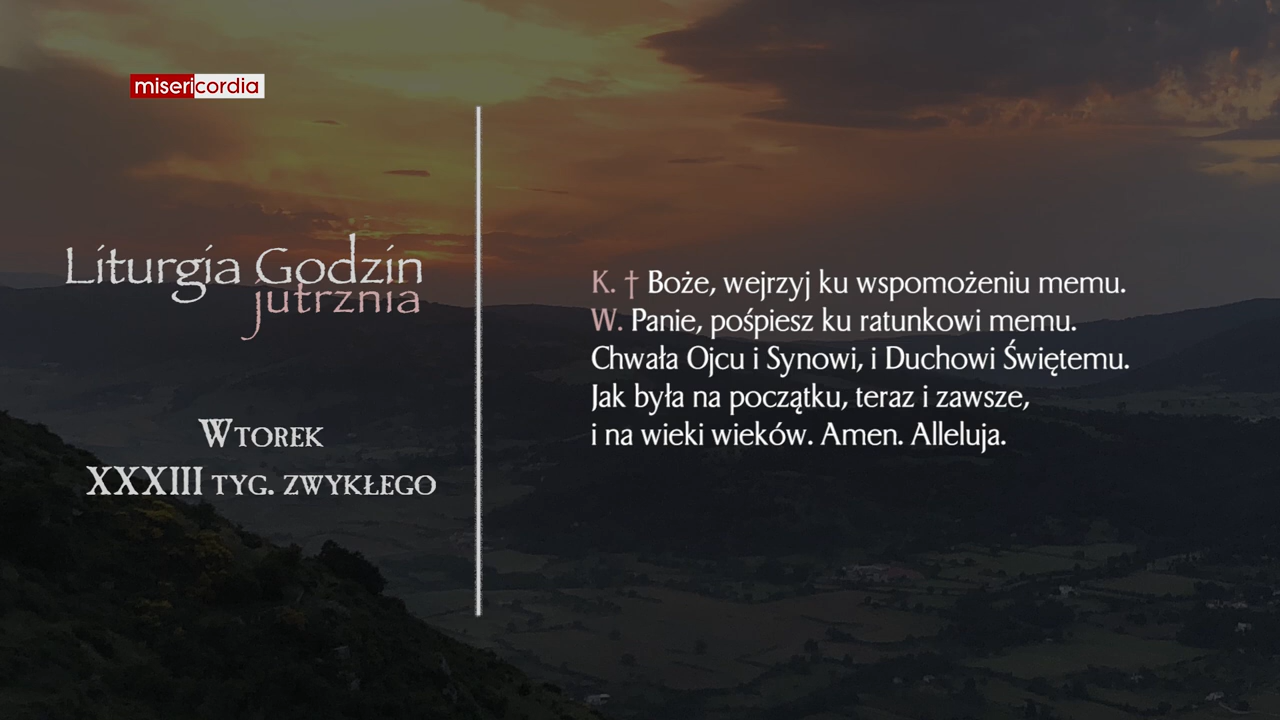 misericordia
Liturgia Godzin
jutrznia
Wtorek
XXXIII tyg. zwykłego
K. † Boże, wejrzyj ku wspomożeniu memu.
W. Panie, pośpiesz ku ratunkowi memu.
Chwała Ojcu i Synowi, i Duchowi Świętemu.
Jak była na początku, teraz i zawsze,
i na wieki wieków. Amen. Alleluja.